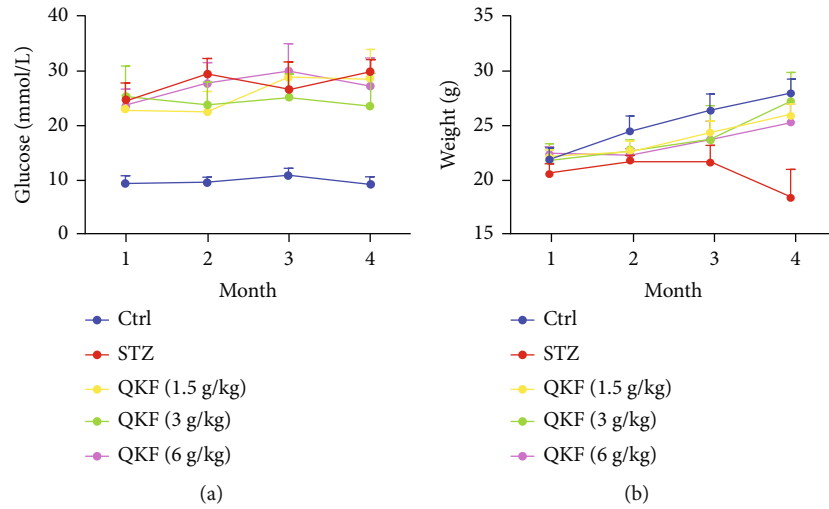 Glucose (mmol/L)
40
30
20
10
0
1 2 3 4
Month
Ctrl
STZ
QKF (1.5 g/kg)
QKF (3 g/kg)
QKF (6 g/kg)
(a)
Weight (g)
35
30
25
20
15
1 2 3 4
Month
Ctrl
STZ
QKF (1.5 g/kg)
QKF (3 g/kg)
QKF (6 g/kg)
(b)